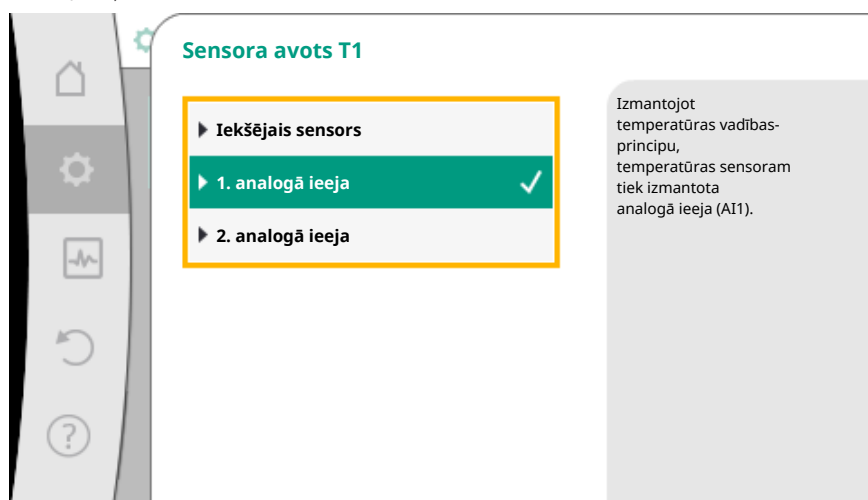 Sensora avots T1
Iekšējais sensors
1. analogā ieeja
2. analogā ieeja
Izmantojot
temperatūras vadības-
principu,
temperatūras sensoram
tiek izmantota
analogā ieeja (AI1).
?